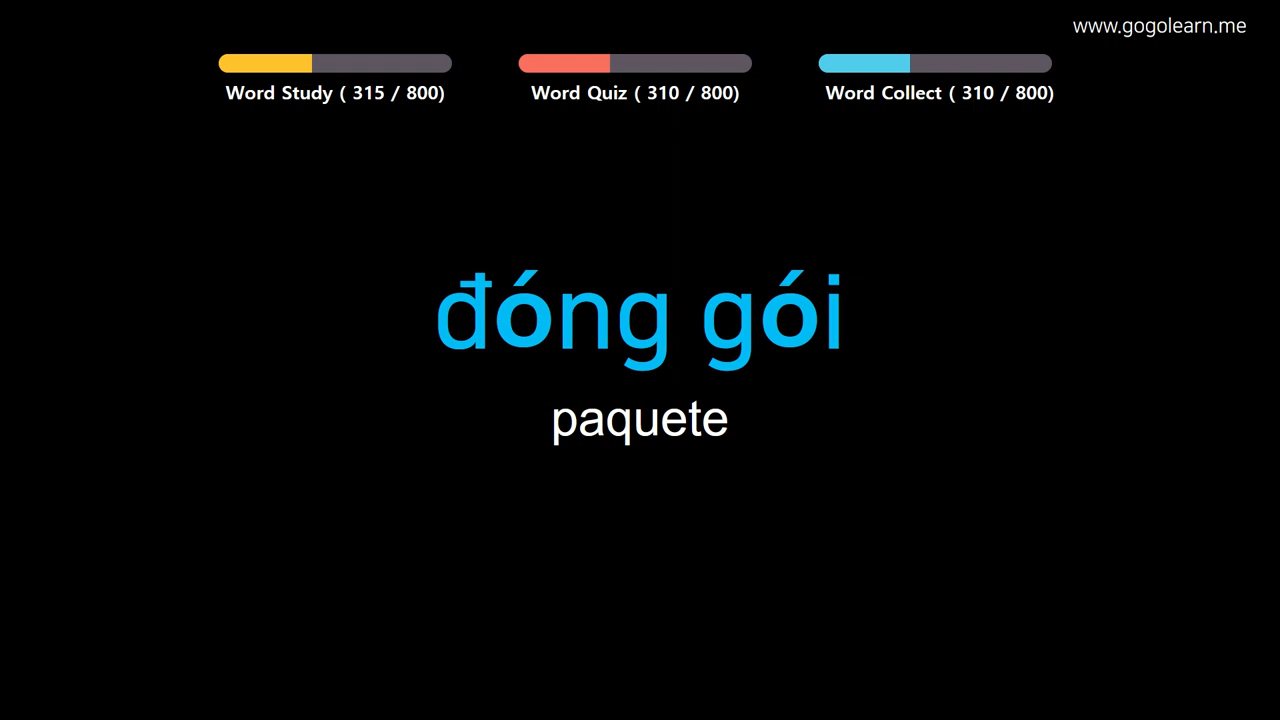 www.gogolearn.me
Word Study ( 315 / 800)
Word Quiz ( 310 / 800)
Word Collect ( 310 / 800)
đóng gói
paquete